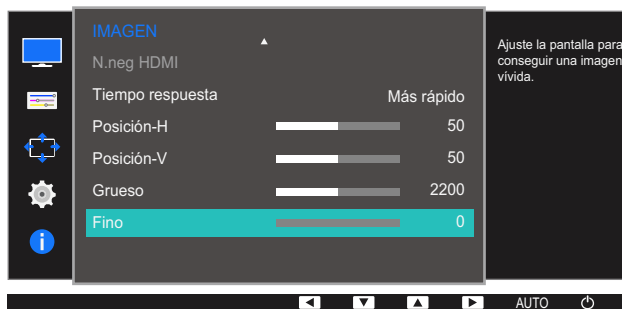 IMAGEN
N.neg HDMI
Tiempo respuesta Más rápido
Posición-H 50
Posición-V 50
Grueso 2200
Fino 0
Ajuste la pantalla para
conseguir una imagen
vívida.
i
AUTO